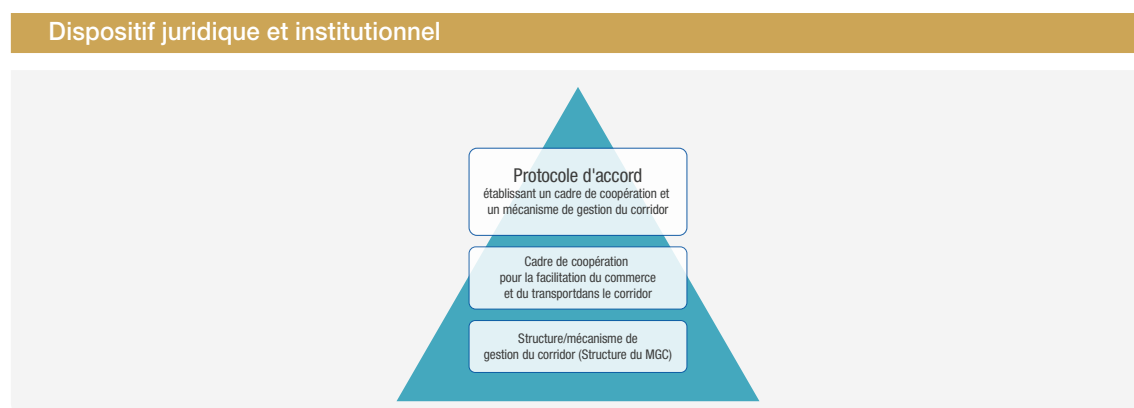 Dispositif juridique et institutionnel
Protocole d'accord
établissant un cadre de coopération et
un mécanisme de gestion du corridor
Cadre de coopération
pour la facilitation du commerce
et du transportdans le corridor
Structure/mécanisme de
gestion du corridor (Structure du MGC)